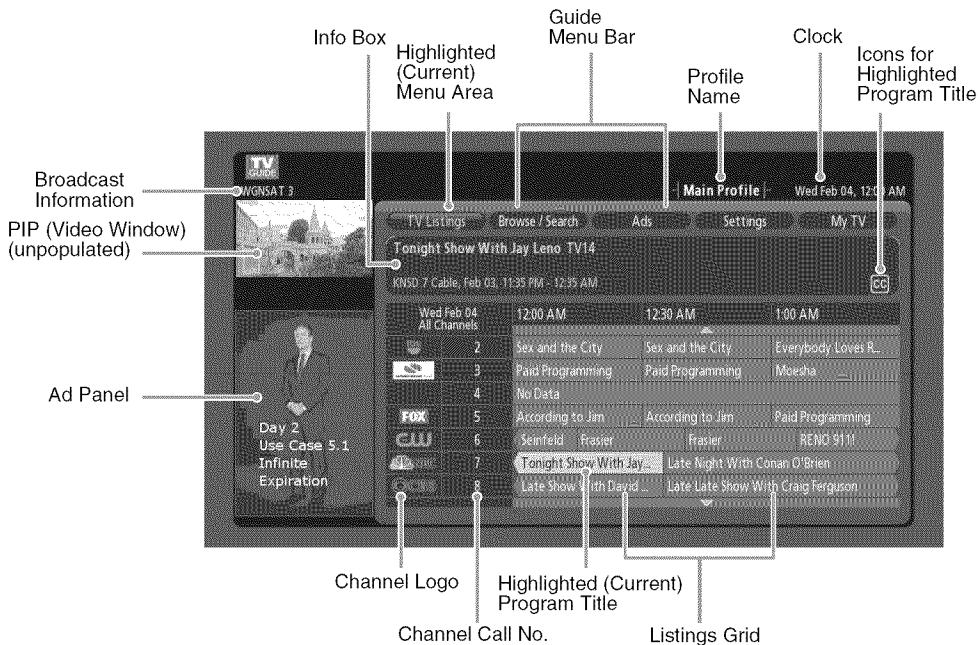 Guide
Menu Bar
Info Box
Highlighted
(Current)
Menu Area
Clock
Profile
Name
Icons for
Highlighted
Program Title
Broadcast
Information
PIP (Video Window)
(unpopulated)
Ad Panel
TV
GUIDE
WGNSAT 3
Main Profile
Wed Feb 04, 12:00 AM
TV Listings
Browse / Search
Ads
Settings
My TV
Tonight Show With Jay Leno TV14
KNSD 7 Cable, Feb 03, 11:35 PM - 12:35 AM
CC
Wed Feb 04
All Channels
12:00 AM
12:30 AM
1:00 AM
2 Sex and the City Sex and the City Everybody Loves R...
3 Paid Programming Paid Programming Moesha
4 No Data
FOX 5 According to Jim According to Jim Paid Programming
CW 6 Seinfeld Frasier Frasier RENO 911!
7 Tonight Show With Jay... Late Night With Conan O'Brien
8 Late Show With David ... Late Late Show With Craig Ferguson
Day 2
Use Case 5.1
Infinite
Expiration
Channel Logo
Highlighted (Current)
Program Title
Channel Call No.
Listings Grid